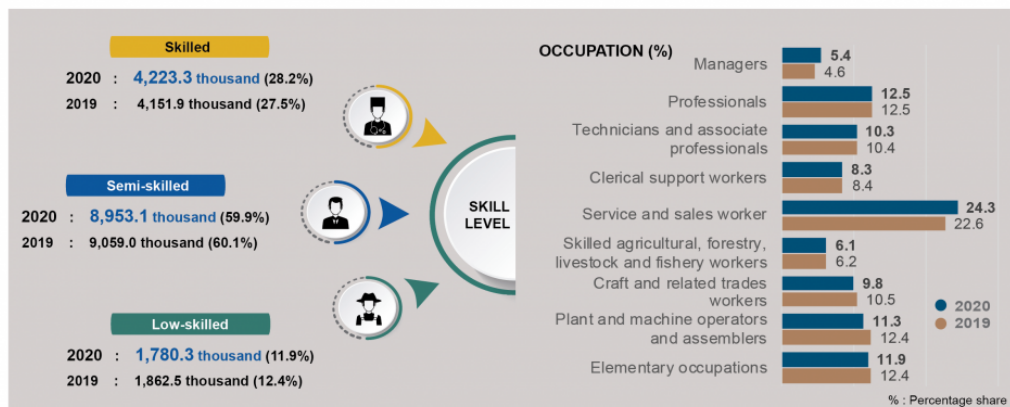 Skilled
2020 : 4,223.3 thousand (28.2%)
2019 : 4,151.9 thousand (27.5%)
Semi-skilled
2020 : 8,953.1 thousand (59.9%)
2019 : 9,059.0 thousand (60.1%)
Low-skilled
2020 : 1,780.3 thousand (11.9%)
2019 : 1,862.5 thousand (12.4%)
SKILL
LEVEL
OCCUPATION (%)
Managers
5.4
4.6
Professionals
12.5
12.5
Technicians and associate
professionals
10.3
10.4
Clerical support workers
8.3
8.4
Service and sales worker
24.3
22.6
Skilled agricultural, forestry,
livestock and fishery workers
6.1
6.2
Craft and related trades
workers
9.8
10.5
Plant and machine operators
and assemblers
11.3
12.4
Elementary occupations
11.9
12.4
2020
2019
% : Percentage share